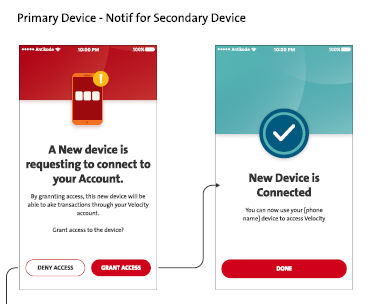 Primary Device - Notif for Secondary Device
Antikode 10:00 PM 100%
A New device is
requesting to connect to
your Account.
By grannting access, this new device will be
able to ake transactions through your Velocity
account.
Grant access to the device?
DENY ACCESS GRANT ACCESS
Antikode 10:00 PM 100%
New Device is
Connected
You can now use your [phone
name] device to access Velocity
DONE